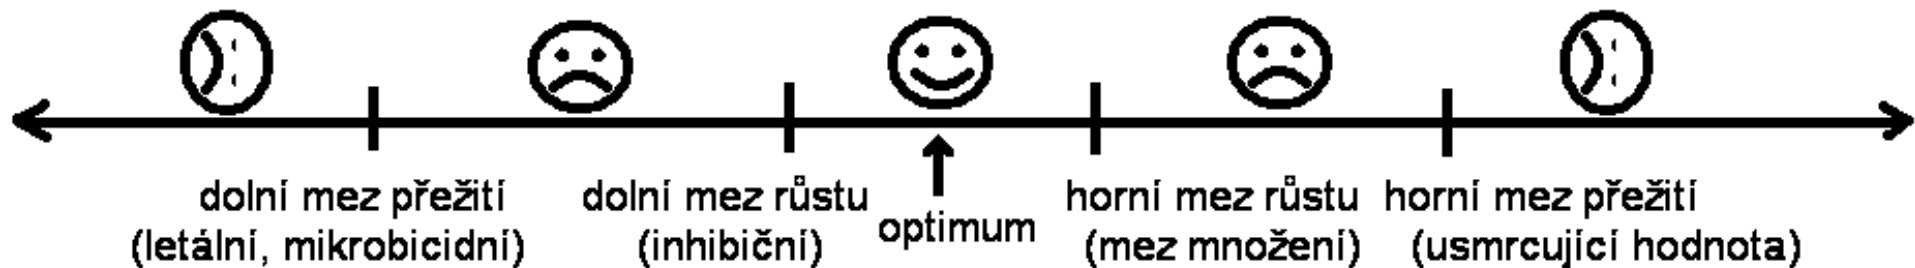 dolní mez přežití
(letální, mikrobicidní)
dolní mez růstu
(inhibiční)
optimum
horní mez růstu
(mez množení)
horní mez přežití
(usmrcující hodnota)